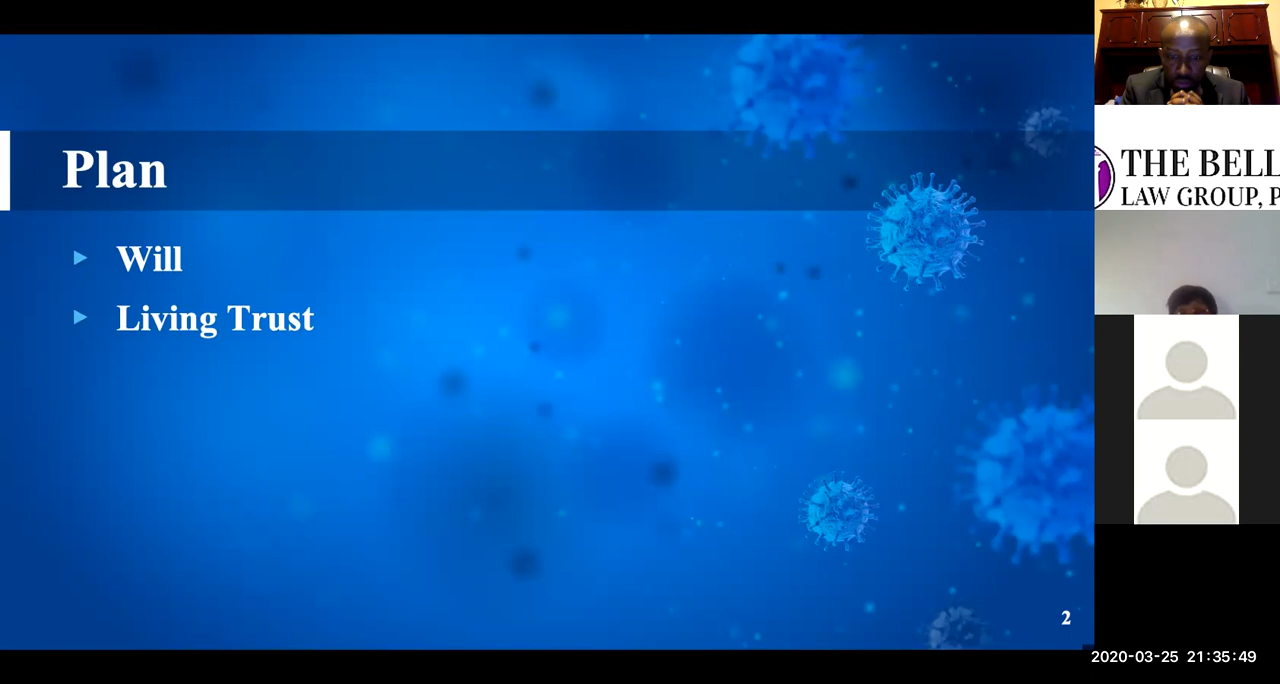 Plan
Will
Living Trust
2
THE BELL
LAW GROUP, P
2020-03-25 21:35:49